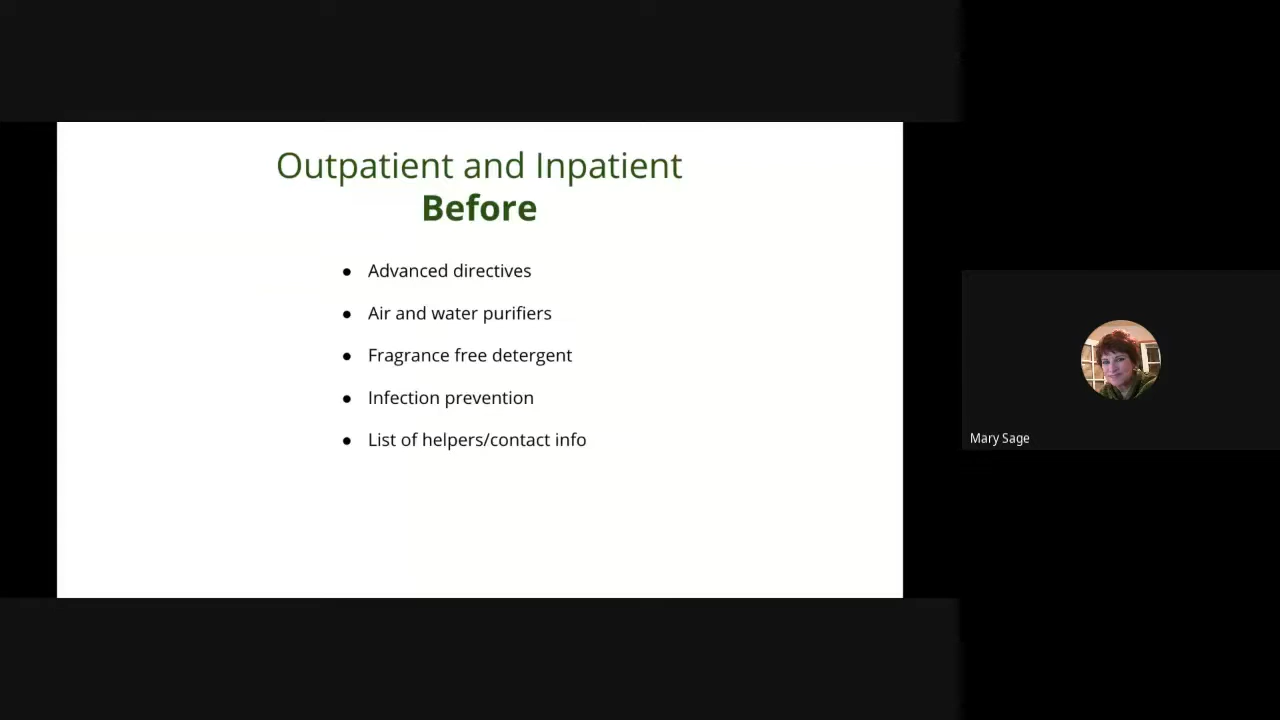 Outpatient and Inpatient
Before
● Advanced directives
● Air and water purifiers
● Fragrance free detergent
● Infection prevention
● List of helpers/contact info
Mary Sage